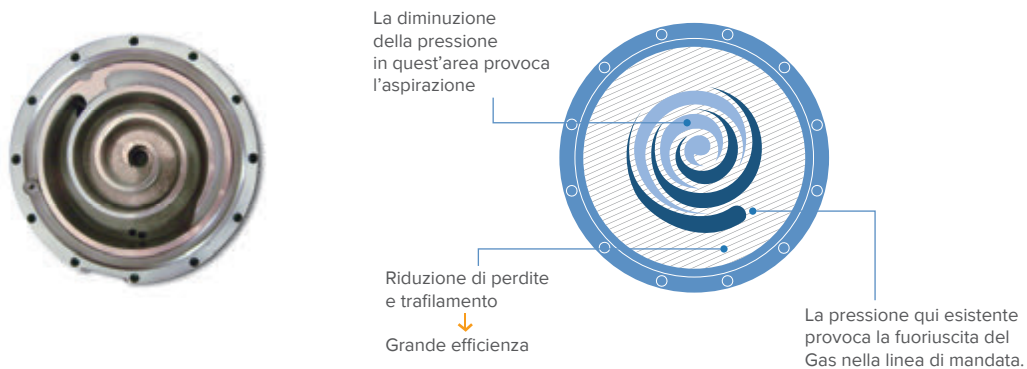 La diminuzione
della pressione
in quest'area provoca
l'aspirazione
Riduzione di perdite
e trafilamento
Grande efficienza
La pressione qui esistente
provoca la fuoriuscita del
Gas nella linea di mandata.